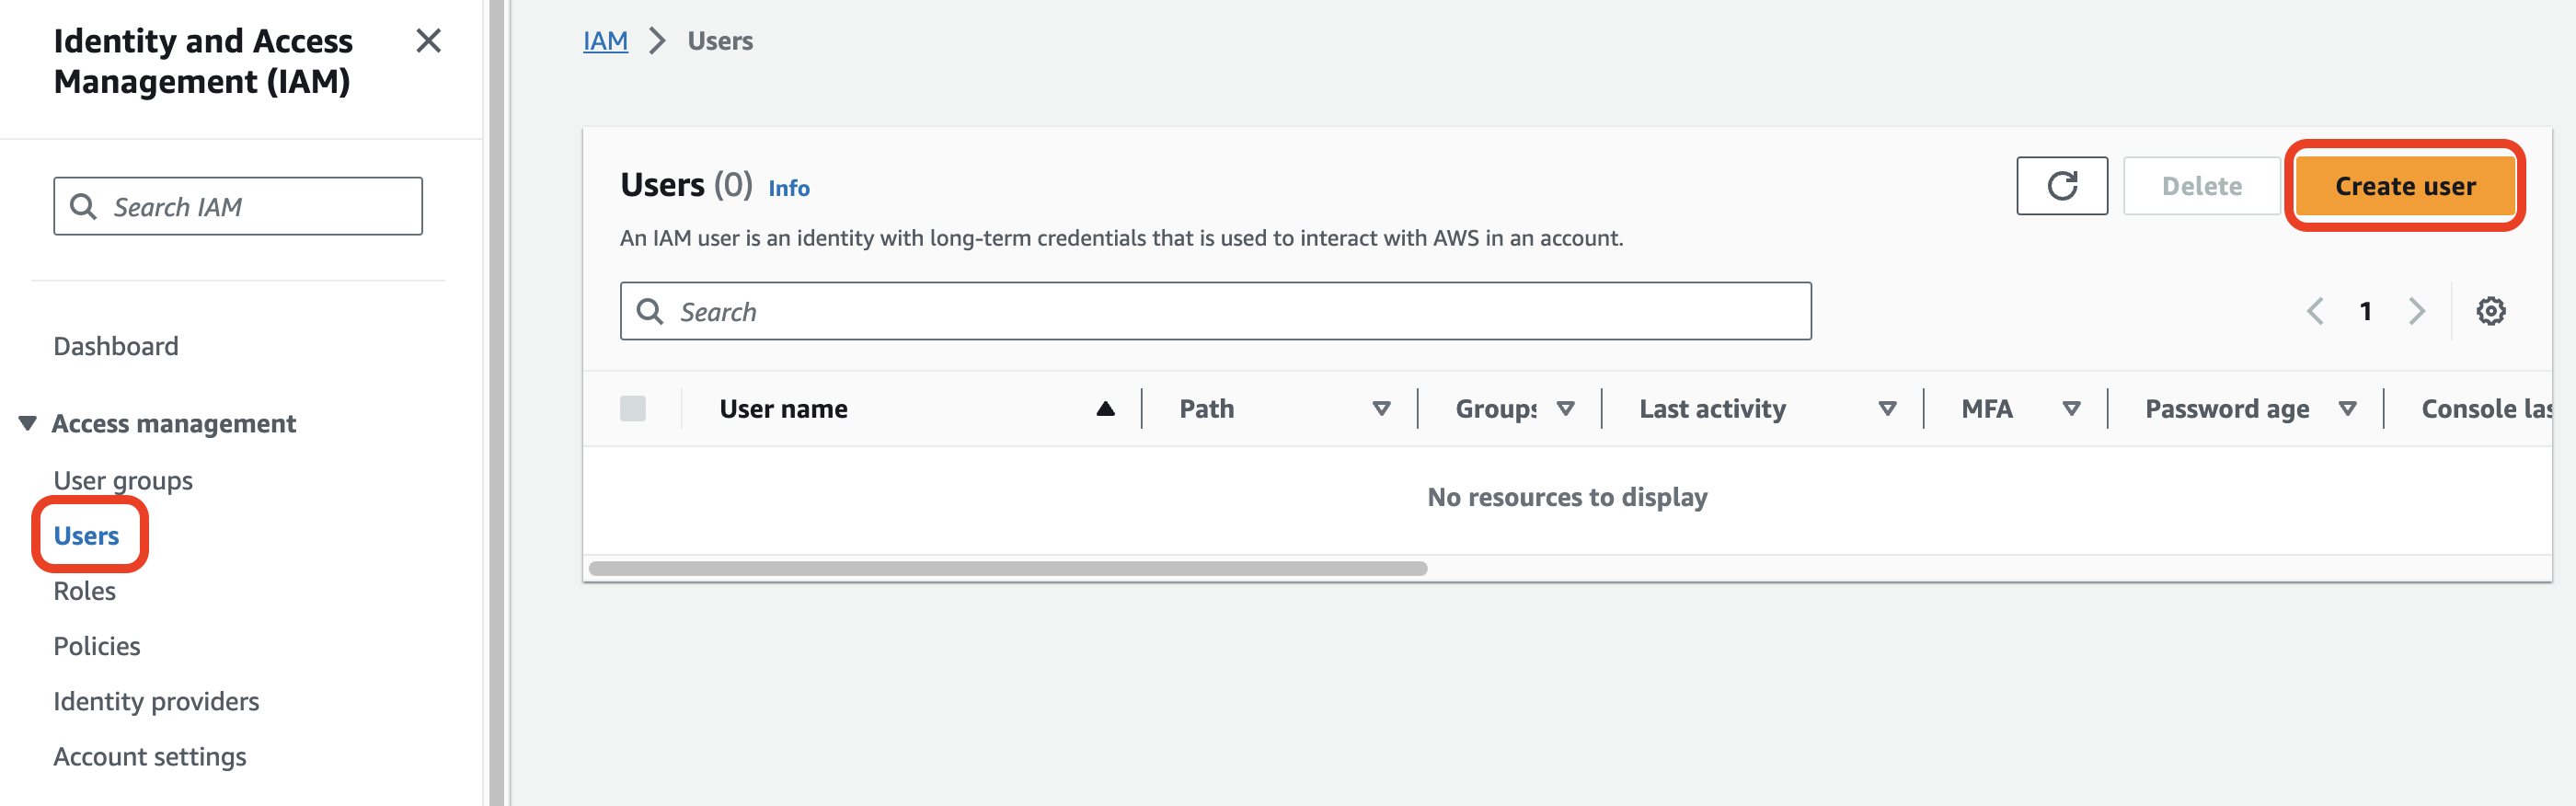 Identity and Access
Management (IAM)
Search IAM
Dashboard
Access management
User groups
Users
Roles
Policies
Identity providers
Account settings
IAM > Users
Users (0) Info
Delete
Create user
An IAM user is an identity with long-term credentials that is used to interact with AWS in an account.
Search
1
User name Path Groups Last activity MFA Password age Console las
No resources to display